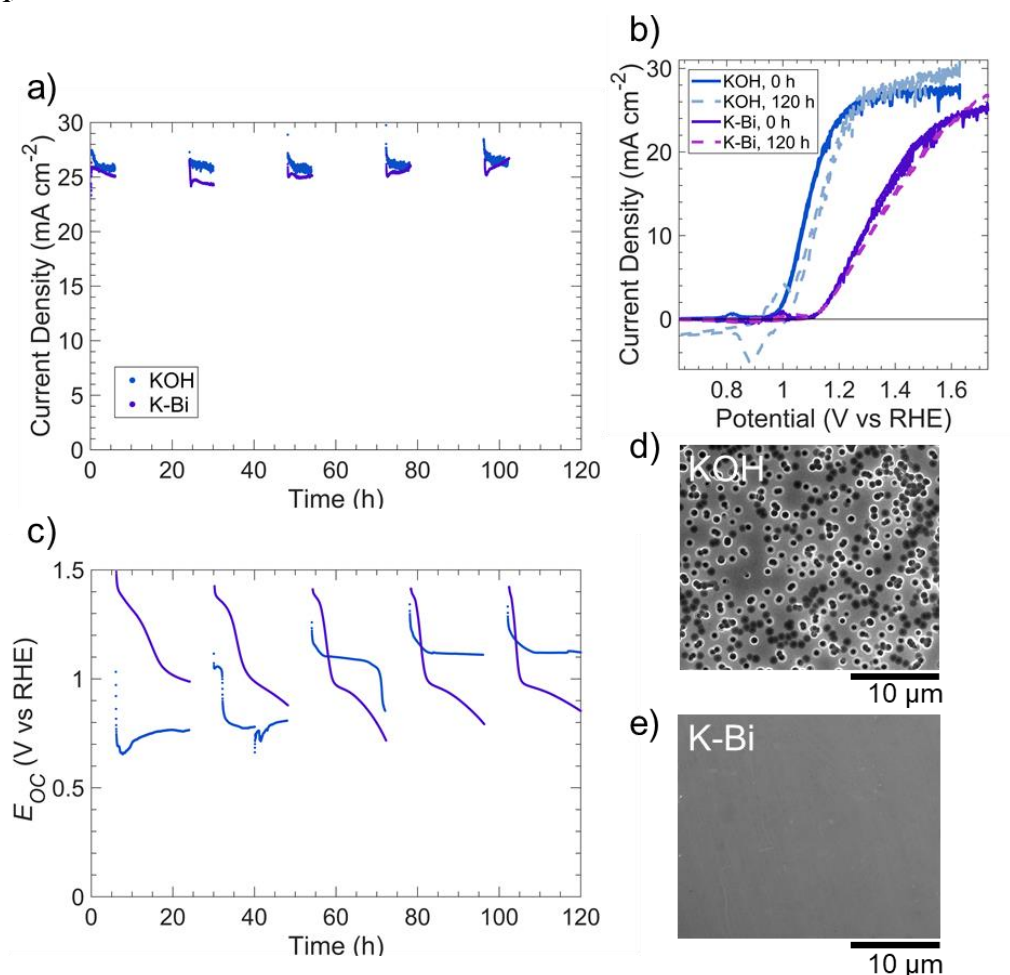 a)
30
25
20
15
10
5
0
Current Density (mA cm⁻²)
KOH
K-Bi
0 20 40 60 80 100 120
Time (h)
b)
30
20
10
0
Current Density (mA cm⁻²)
KOH, 0 h
KOH, 120 h
K-Bi, 0 h
K-Bi, 120 h
0.8 1 1.2 1.4 1.6
Potential (V vs RHE)
c)
1.5
1
0.5
0
E_OC (V vs RHE)
0 20 40 60 80 100 120
Time (h)
d)
KOH
10 µm
e)
K-Bi
10 µm